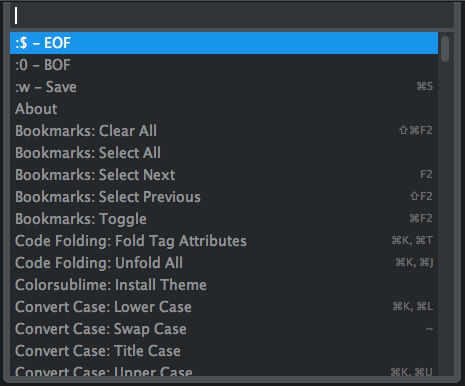 :$ – EOF
:0 – BOF
:w – Save ⌘S
About
Bookmarks: Clear All ⇧⌘F2
Bookmarks: Select All
Bookmarks: Select Next F2
Bookmarks: Select Previous ⇧F2
Bookmarks: Toggle ⌘F2
Code Folding: Fold Tag Attributes ⌘K, ⌘T
Code Folding: Unfold All ⌘K, ⌘J
Colorsublime: Install Theme
Convert Case: Lower Case ⌘K, ⌘L
Convert Case: Swap Case ~
Convert Case: Title Case
Convert Case: Upper Case ⌘K, ⌘U